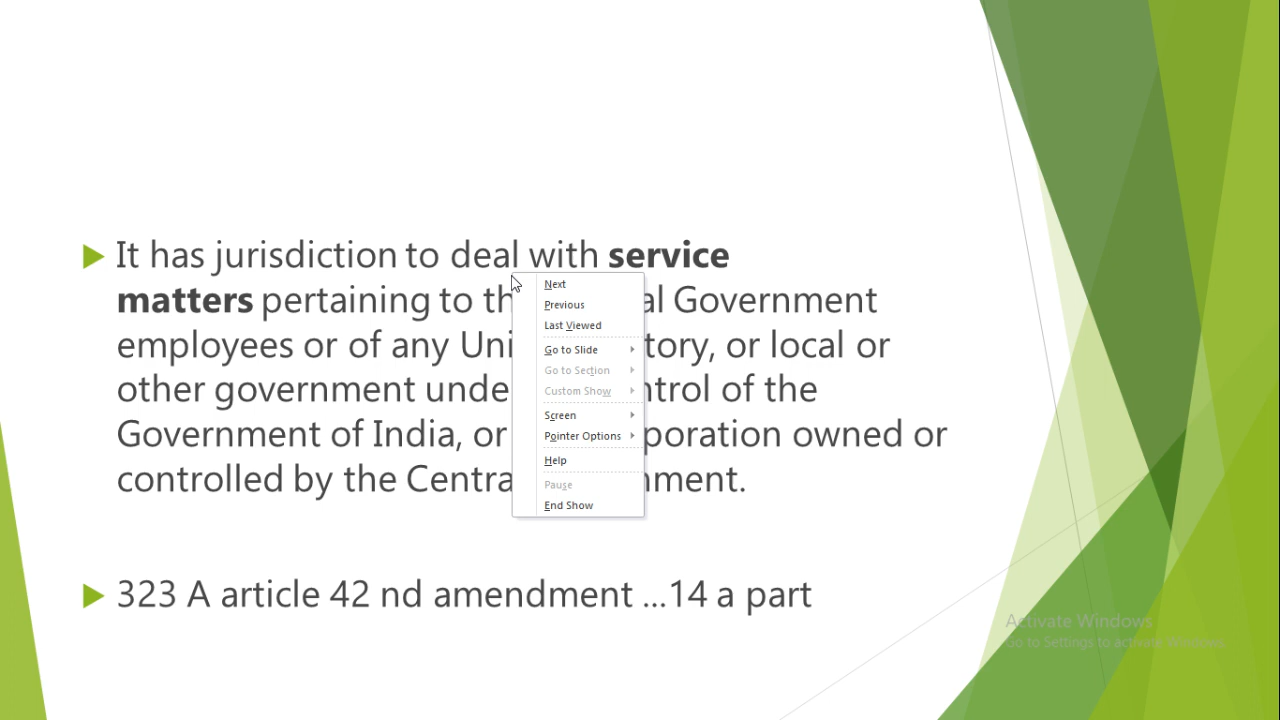 It has jurisdiction to deal with service
matters pertaining to th al Government
employees or of any Uni tory, or local or
other government unde ntrol of the
Government of India, or poration owned or
controlled by the Centra nment.
Next
Previous
Last Viewed
Go to Slide
Go to Section
Custom Show
Screen
Pointer Options
Help
Pause
End Show
323 A article 42 nd amendment ...14 a part
Activate Windows
Go to Settings to activate Windows.